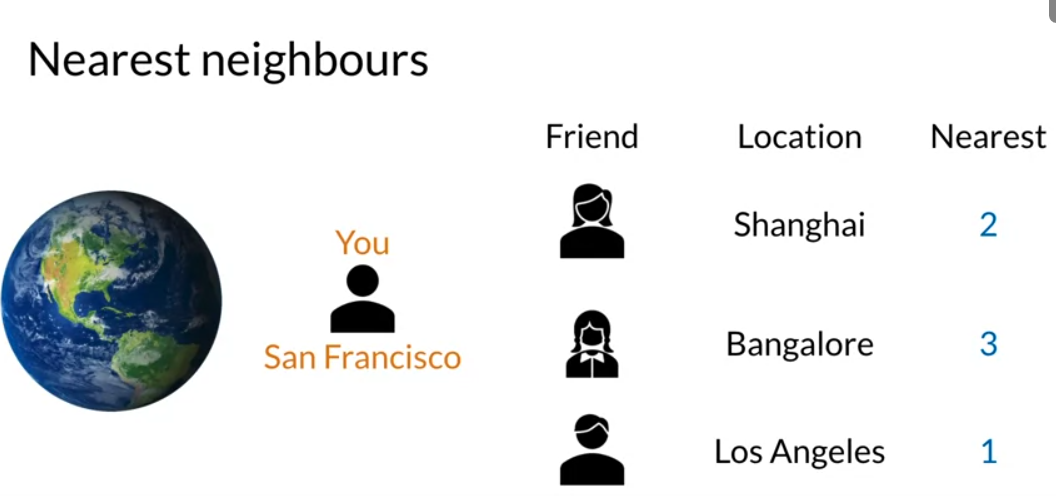 Nearest neighbours
Friend Location Nearest
Shanghai 2
You
Bangalore 3
San Francisco
Los Angeles 1